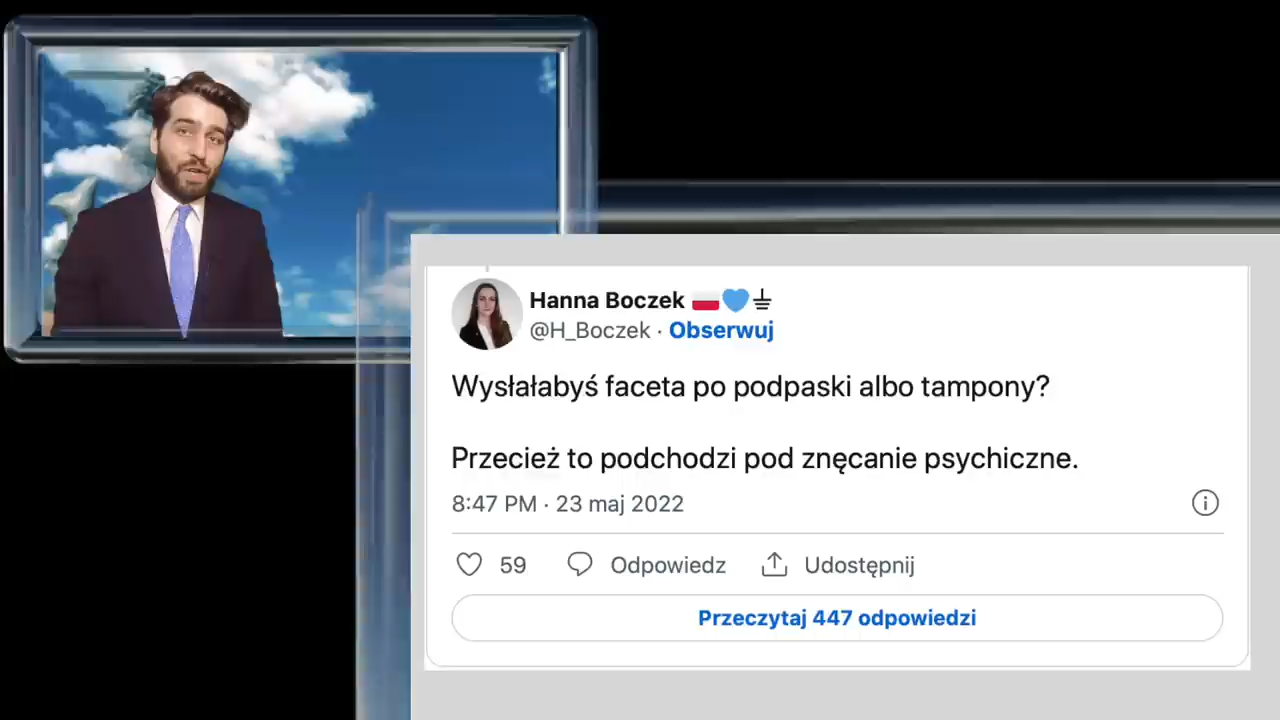 Hanna Boczek 🇵🇱💙⏚
@H_Boczek · Obserwuj
Wysłałabyś faceta po podpaski albo tampony?
Przecież to podchodzi pod znęcanie psychiczne.
8:47 PM · 23 maj 2022
59 Odpowiedz Udostępnij
Przeczytaj 447 odpowiedzi